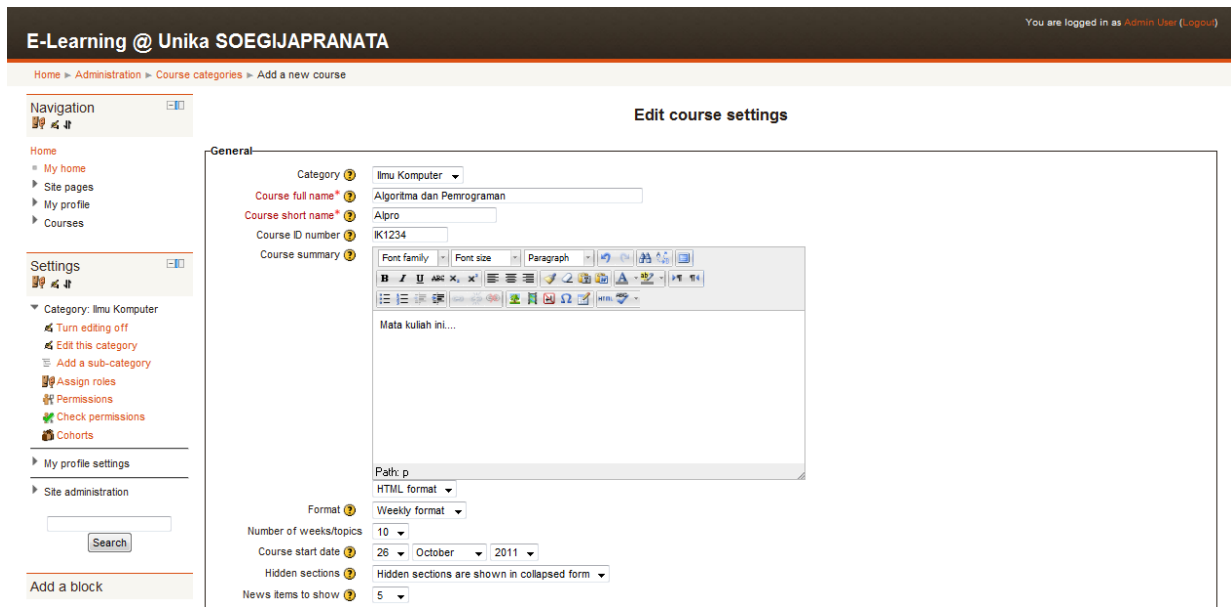 You are logged in as Admin User (Logout)
E-Learning @ Unika SOEGIJAPRANATA
Home ► Administration ► Course categories ► Add a new course
Navigation
Home
My home
Site pages
My profile
Courses
Settings
Category: Ilmu Komputer
Turn editing off
Edit this category
Add a sub-category
Assign roles
Permissions
Check permissions
Cohorts
My profile settings
Site administration
Search
Add a block
Edit course settings
General
Category Ilmu Komputer
Course full name* Algoritma dan Pemrograman
Course short name* Alpro
Course ID number IK1234
Course summary
Font family Font size Paragraph
B I U ABC x, x² A ab
Ω HTML
Mata kuliah ini....
Path: p
HTML format
Format Weekly format
Number of weeks/topics 10
Course start date 26 October 2011
Hidden sections Hidden sections are shown in collapsed form
News items to show 5